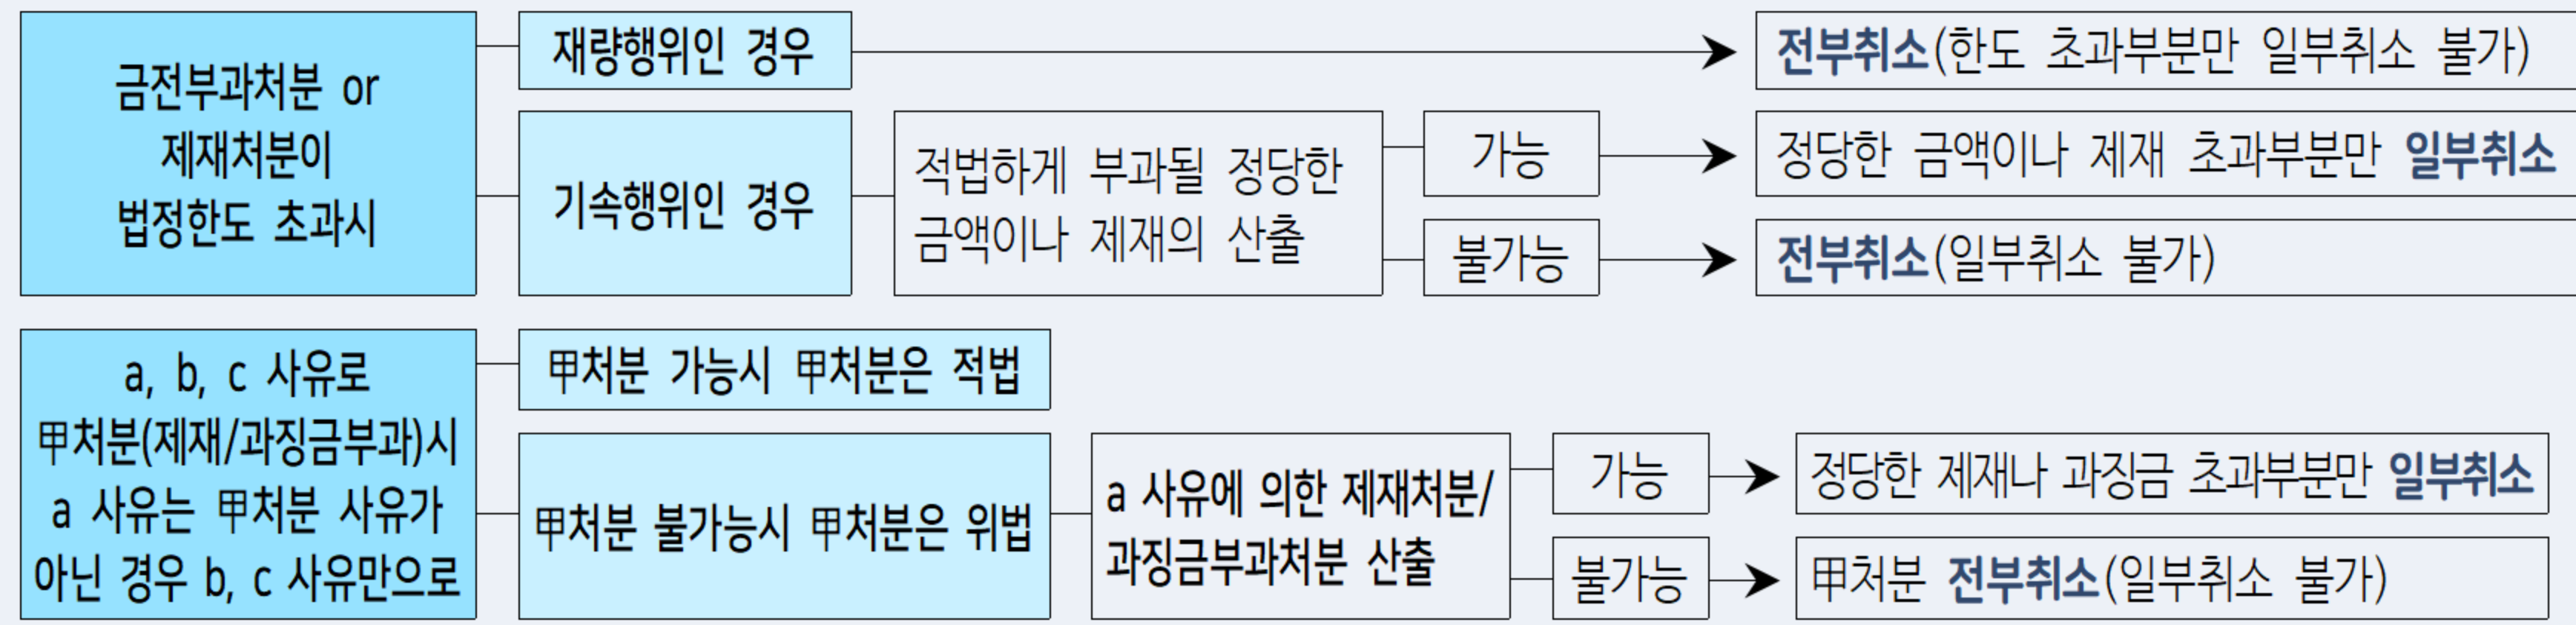 금전부과처분 or
제재처분이
법정한도 초과시
재량행위인 경우
전부취소(한도 초과부분만 일부취소 불가)
기속행위인 경우
적법하게 부과될 정당한
금액이나 제재의 산출
가능
정당한 금액이나 제재 초과부분만 일부취소
불가능
전부취소(일부취소 불가)
a, b, c 사유로
甲처분(제재/과징금부과)시
a 사유는 甲처분 사유가
아닌 경우 b, c 사유만으로
甲처분 가능시 甲처분은 적법
甲처분 불가능시 甲처분은 위법
a 사유에 의한 제재처분/
과징금부과처분 산출
가능
정당한 제재나 과징금 초과부분만 일부취소
불가능
甲처분 전부취소(일부취소 불가)